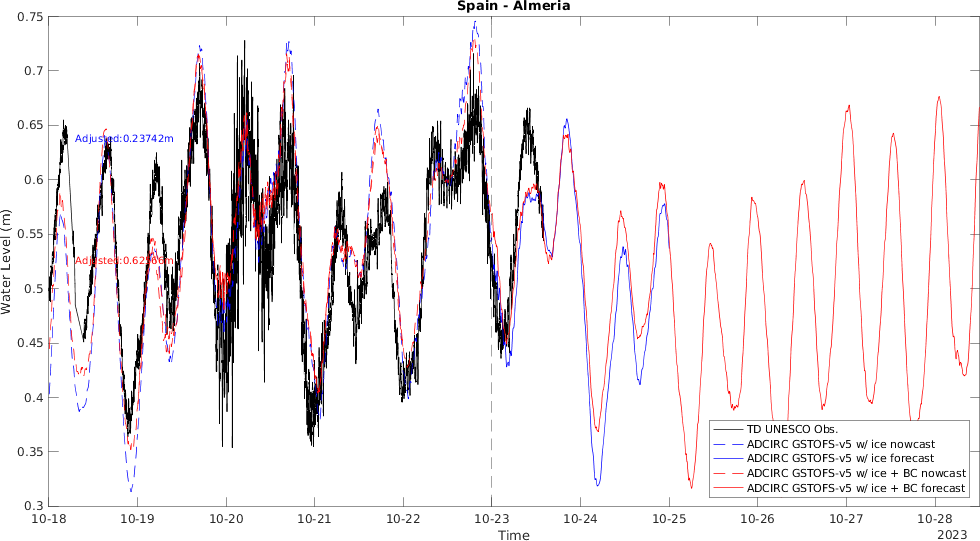 Spain - Almeria
0.75
0.7
0.65
0.6
0.55
0.5
0.45
0.4
0.35
0.3
Water Level (m)
Adjusted:0.23742m
Adjusted:0.62966m
TD UNESCO Obs.
ADCIRC GSTOFS-v5 w/ ice nowcast
ADCIRC GSTOFS-v5 w/ ice forecast
ADCIRC GSTOFS-v5 w/ ice + BC nowcast
ADCIRC GSTOFS-v5 w/ ice + BC forecast
10-18 10-19 10-20 10-21 10-22 10-23 10-24 10-25 10-26 10-27 10-28
2023
Time